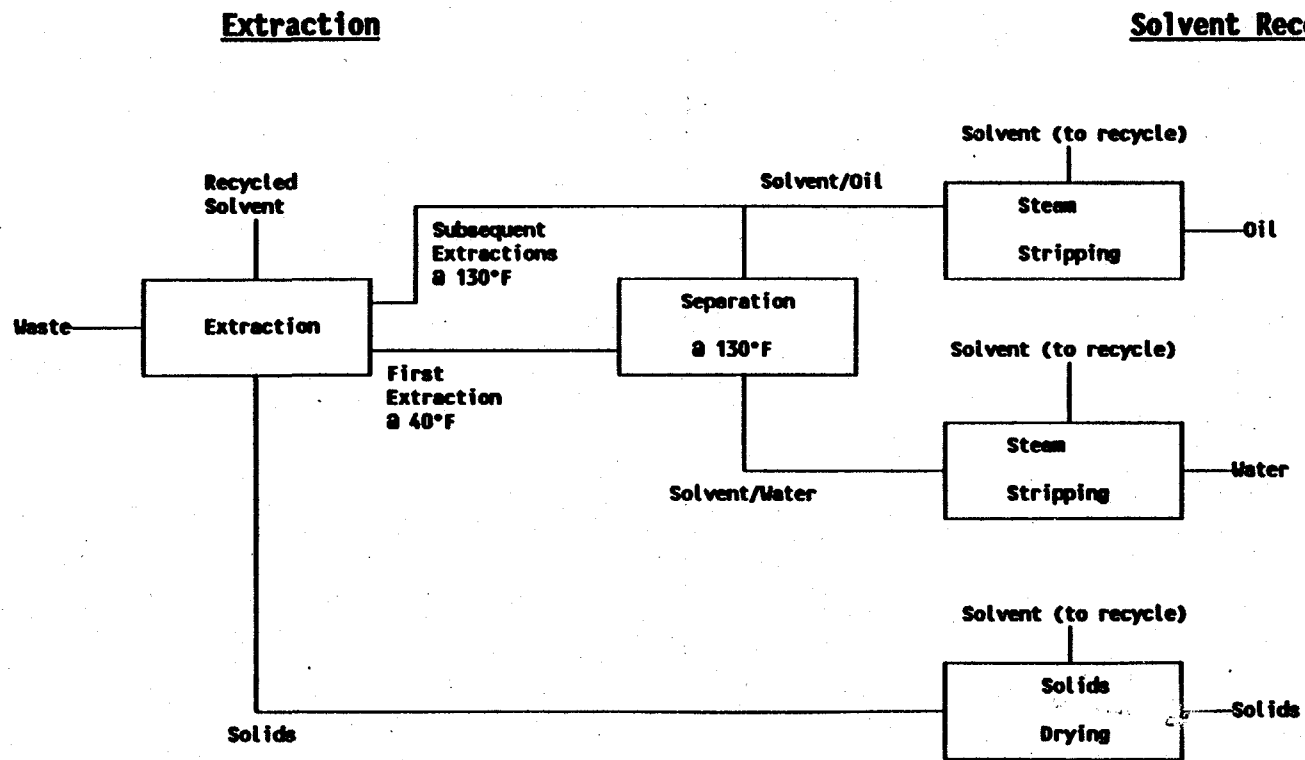 Extraction
Solvent Rec
Solvent (to recycle)
Recycled
Solvent
Solvent/Oil
Steam
Stripping
Oil
Subsequent
Extractions
@ 130°F
Waste
Extraction
Separation
@ 130°F
First
Extraction
@ 40°F
Solvent (to recycle)
Steam
Stripping
Water
Solvent/Water
Solvent (to recycle)
Solids
Drying
Solids
Solids